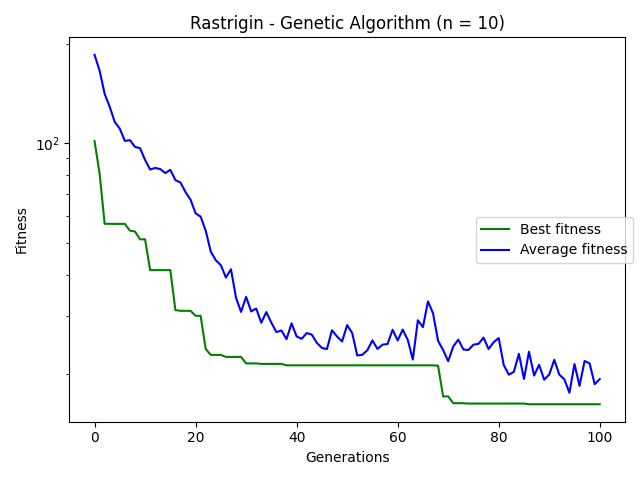 Rastrigin - Genetic Algorithm (n = 10)
Fitness
10²
Best fitness
Average fitness
0 20 40 60 80 100
Generations